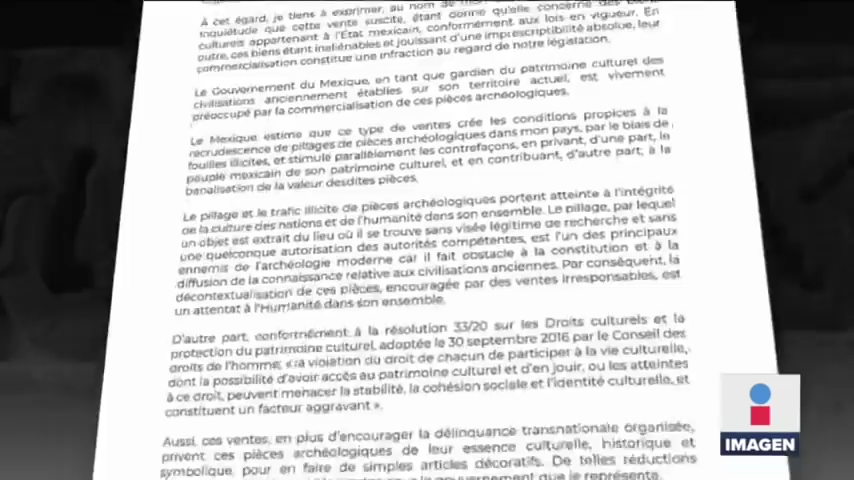 À cet égard, je tiens à exprimer, au nom de mon
inquiétude que cette vente suscite, étant donné qu'elle concerne des biens
culturels appartenant à l'État mexicain, conformément aux lois en vigueur. En
outre, ces biens étant inaliénables et jouissant d'une imprescriptibilité absolue, leur
commercialisation constitue une infraction au regard de notre législation.
Le Gouvernement du Mexique, en tant que gardien du patrimoine culturel des
civilisations anciennement établies sur son territoire actuel, est vivement
préoccupé par la commercialisation de ces pièces archéologiques.
Le Mexique estime que ce type de ventes crée les conditions propices à la
recrudescence de pillages de pièces archéologiques dans mon pays, par le biais de
fouilles illicites, et stimule parallèlement les contrefaçons, en privant, d'une part, le
peuple mexicain de son patrimoine culturel, et en contribuant, d'autre part, à la
banalisation de la valeur desdites pièces.
Le pillage et le trafic illicite de pièces archéologiques portent atteinte à l'intégrité
de la culture des nations et de l'humanité dans son ensemble. Le pillage, par lequel
un objet est extrait du lieu où il se trouve sans visée légitime de recherche et sans
une quelconque autorisation des autorités compétentes, est l'un des principaux
ennemis de l'archéologie moderne car il fait obstacle à la constitution et à la
diffusion de la connaissance relative aux civilisations anciennes. Par conséquent, la
décontextualisation de ces pièces, encouragée par des ventes irresponsables, est
un attentat à l'Humanité dans son ensemble.
D'autre part, conformément à la résolution 33/20 sur les Droits culturels et la
protection du patrimoine culturel, adoptée le 30 septembre 2016 par le Conseil des
droits de l'homme, « la violation du droit de chacun de participer à la vie culturelle,
dont la possibilité d'avoir accès au patrimoine culturel et d'en jouir, ou les atteintes
à ce droit, peuvent menacer la stabilité, la cohésion sociale et l'identité culturelle, et
constituent un facteur aggravant ».
Aussi, ces ventes, en plus d'encourager la délinquance transnationale organisée,
privent ces pièces archéologiques de leur essence culturelle, historique et
symbolique, pour en faire de simples articles décoratifs. De telles réductions
gouvernement que je représente.
IMAGEN